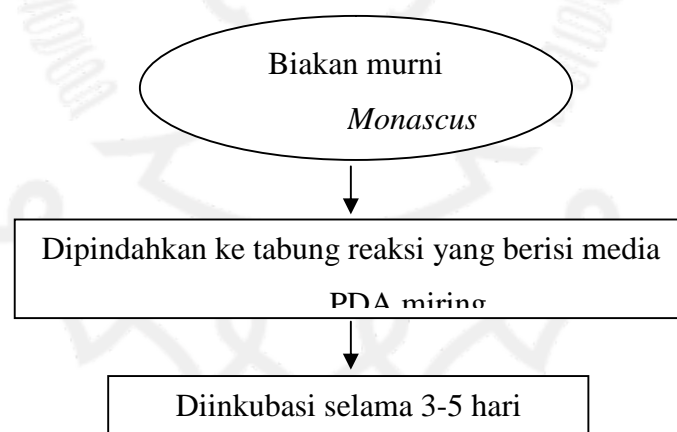 Biakan murni
Monascus
Dipindahkan ke tabung reaksi yang berisi media
PDA miring
Diinkubasi selama 3-5 hari